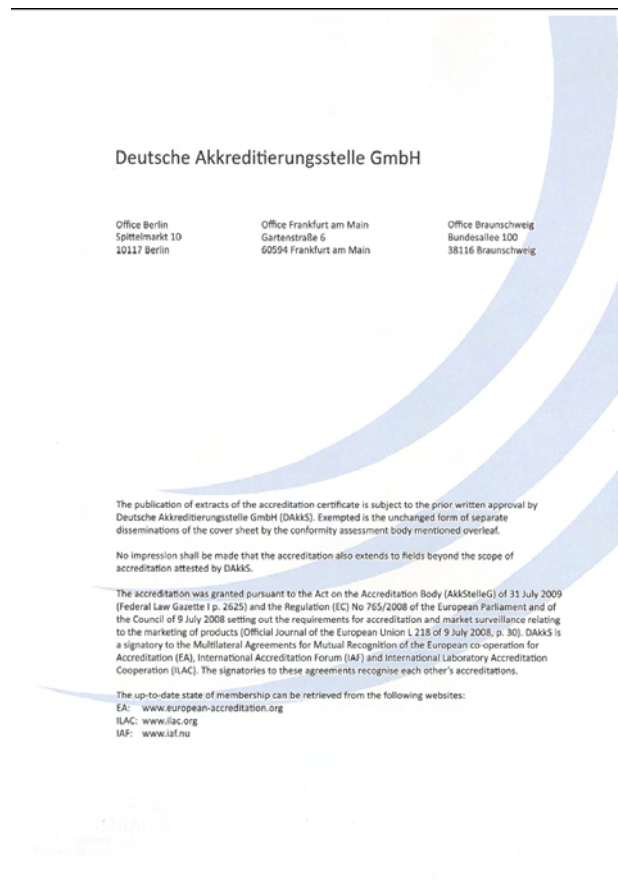 Deutsche Akkreditierungsstelle GmbH
Office Berlin
Spittelmarkt 10
10117 Berlin
Office Frankfurt am Main
Gartenstraße 6
60594 Frankfurt am Main
Office Braunschweig
Bundesallee 100
38116 Braunschweig
The publication of extracts of the accreditation certificate is subject to the prior written approval by
Deutsche Akkreditierungsstelle GmbH (DAkkS). Exempted is the unchanged form of separate
disseminations of the cover sheet by the conformity assessment body mentioned overleaf.
No impression shall be made that the accreditation also extends to fields beyond the scope of
accreditation attested by DAkkS.
The accreditation was granted pursuant to the Act on the Accreditation Body (AkkStelleG) of 31 July 2009
(Federal Law Gazette I p. 2625) and the Regulation (EC) No 765/2008 of the European Parliament and of
the Council of 9 July 2008 setting out the requirements for accreditation and market surveillance relating
to the marketing of products (Official Journal of the European Union L 218 of 9 July 2008, p. 30). DAkkS is
a signatory to the Multilateral Agreements for Mutual Recognition of the European co-operation for
Accreditation (EA), International Accreditation Forum (IAF) and International Laboratory Accreditation
Cooperation (ILAC). The signatories to these agreements recognise each other's accreditations.
The up-to-date state of membership can be retrieved from the following websites:
EA: www.european-accreditation.org
ILAC: www.ilac.org
IAF: www.iaf.nu